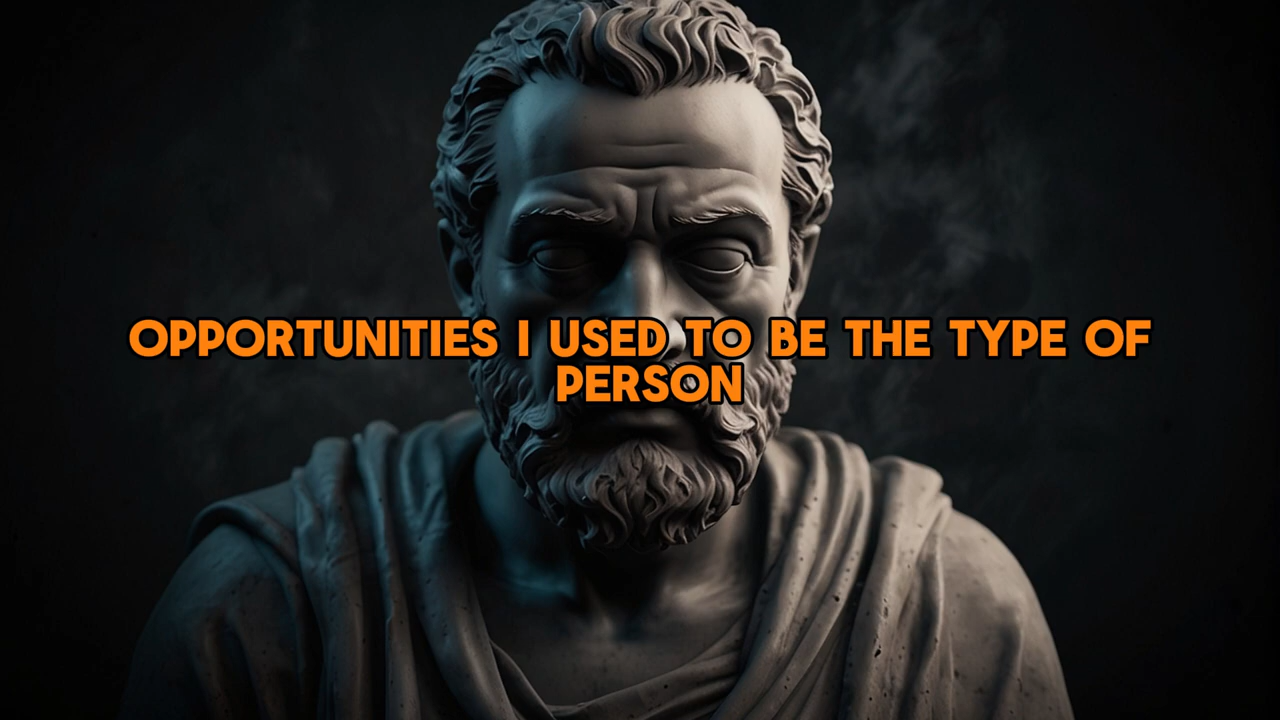 OPPORTUNITIES I USED TO BE THE TYPE OF
PERSON